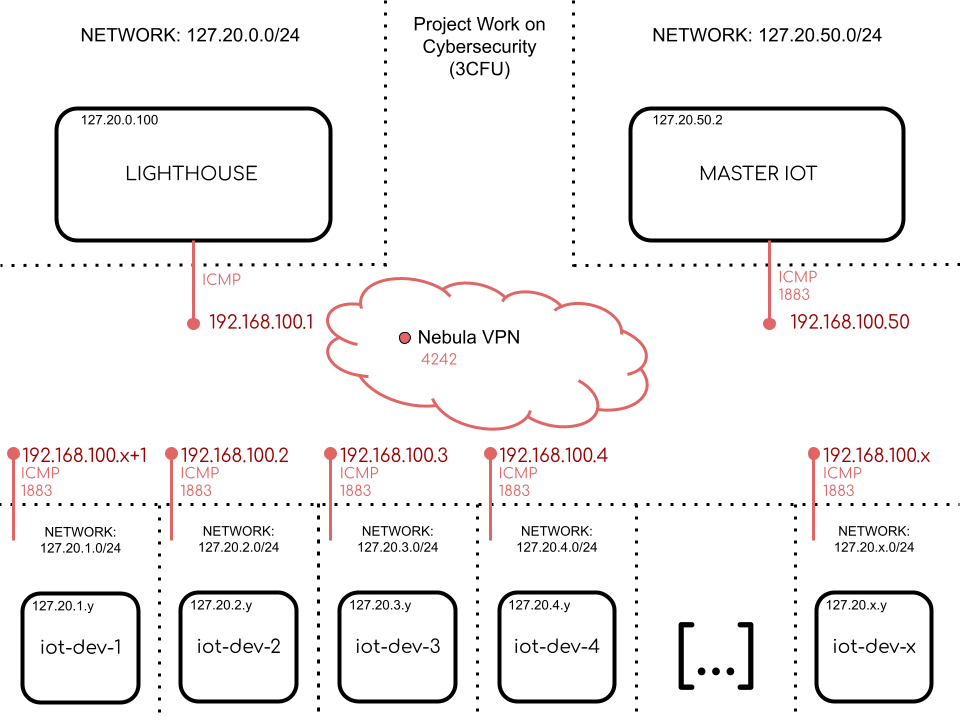 NETWORK: 127.20.0.0/24
Project Work on
Cybersecurity
(3CFU)
NETWORK: 127.20.50.0/24
127.20.0.100
LIGHTHOUSE
127.20.50.2
MASTER IOT
ICMP
192.168.100.1
ICMP
1883
192.168.100.50
Nebula VPN
4242
192.168.100.x+1
ICMP
1883
192.168.100.2
ICMP
1883
192.168.100.3
ICMP
1883
192.168.100.4
ICMP
1883
192.168.100.x
ICMP
1883
NETWORK:
127.20.1.0/24
127.20.1.y
iot-dev-1
NETWORK:
127.20.2.0/24
127.20.2.y
iot-dev-2
NETWORK:
127.20.3.0/24
127.20.3.y
iot-dev-3
NETWORK:
127.20.4.0/24
127.20.4.y
iot-dev-4
[...]
NETWORK:
127.20.x.0/24
127.20.x.y
iot-dev-x